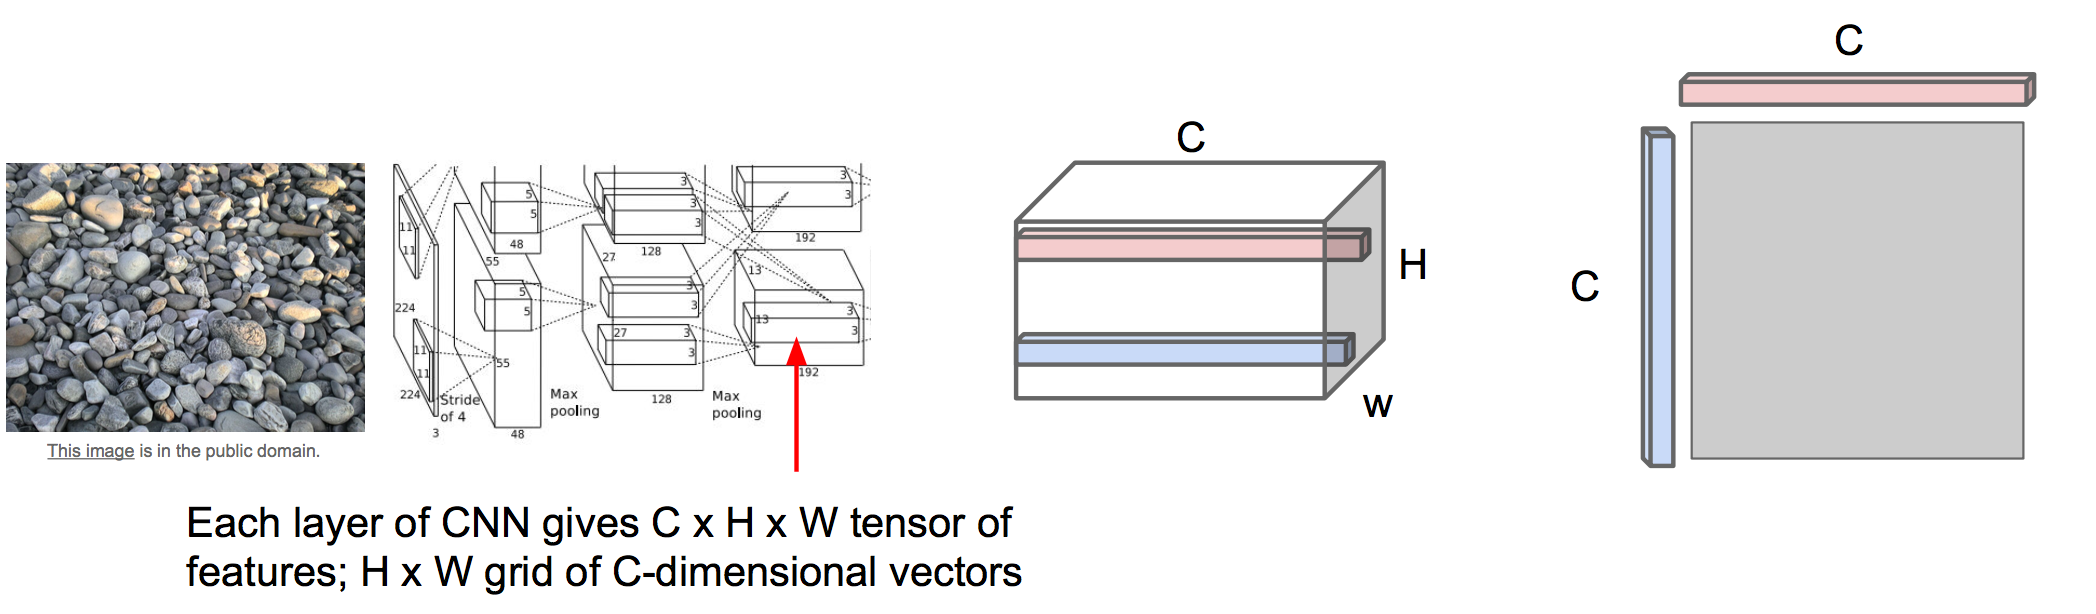 C
C
H
W
C
11
11
224
11
11
224
3
Stride
of 4
5
5
48
55
5
5
55
48
Max
pooling
3
3
3
128
27
3
3
27
3
3
128
Max
pooling
3
3
192
13
13
3
3
192
This image is in the public domain.
Each layer of CNN gives C x H x W tensor of
features; H x W grid of C-dimensional vectors